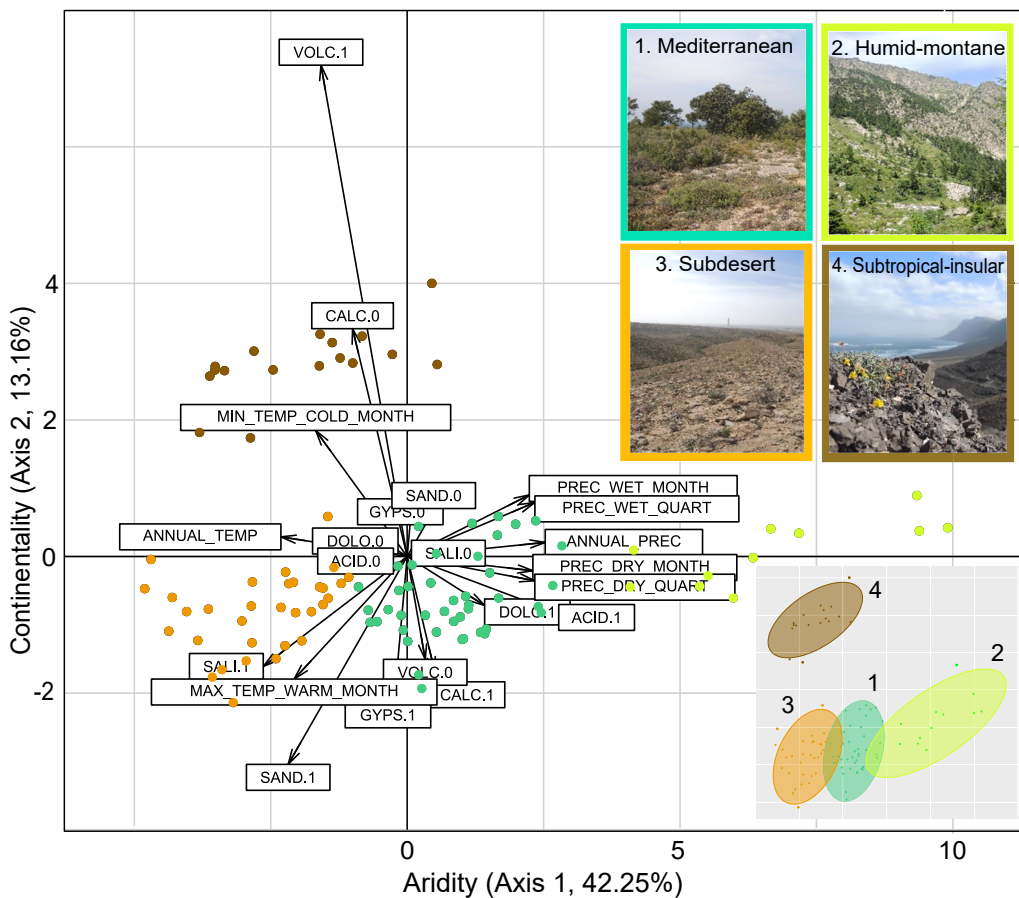 VOLC.1
1. Mediterranean
2. Humid-montane
3. Subdesert
4. Subtropical-insular
4
CALC.0
MIN_TEMP_COLD_MONTH
2
SAND.0
GYPS.0
PREC_WET_MONTH
PREC_WET_QUART
ANNUAL_TEMP
DOLO.0
ANNUAL_PREC
0
ACID.0
SALI.0
PREC_DRY_MONTH
PREC_DRY_QUART
DOLO.1
ACID.1
SALI.1
VOLC.0
MAX_TEMP_WARM_MONTH
CALC.1
-2
GYPS.1
SAND.1
4
2
1
3
0
5
10
Aridity (Axis 1, 42.25%)
Continentality (Axis 2, 13.16%)